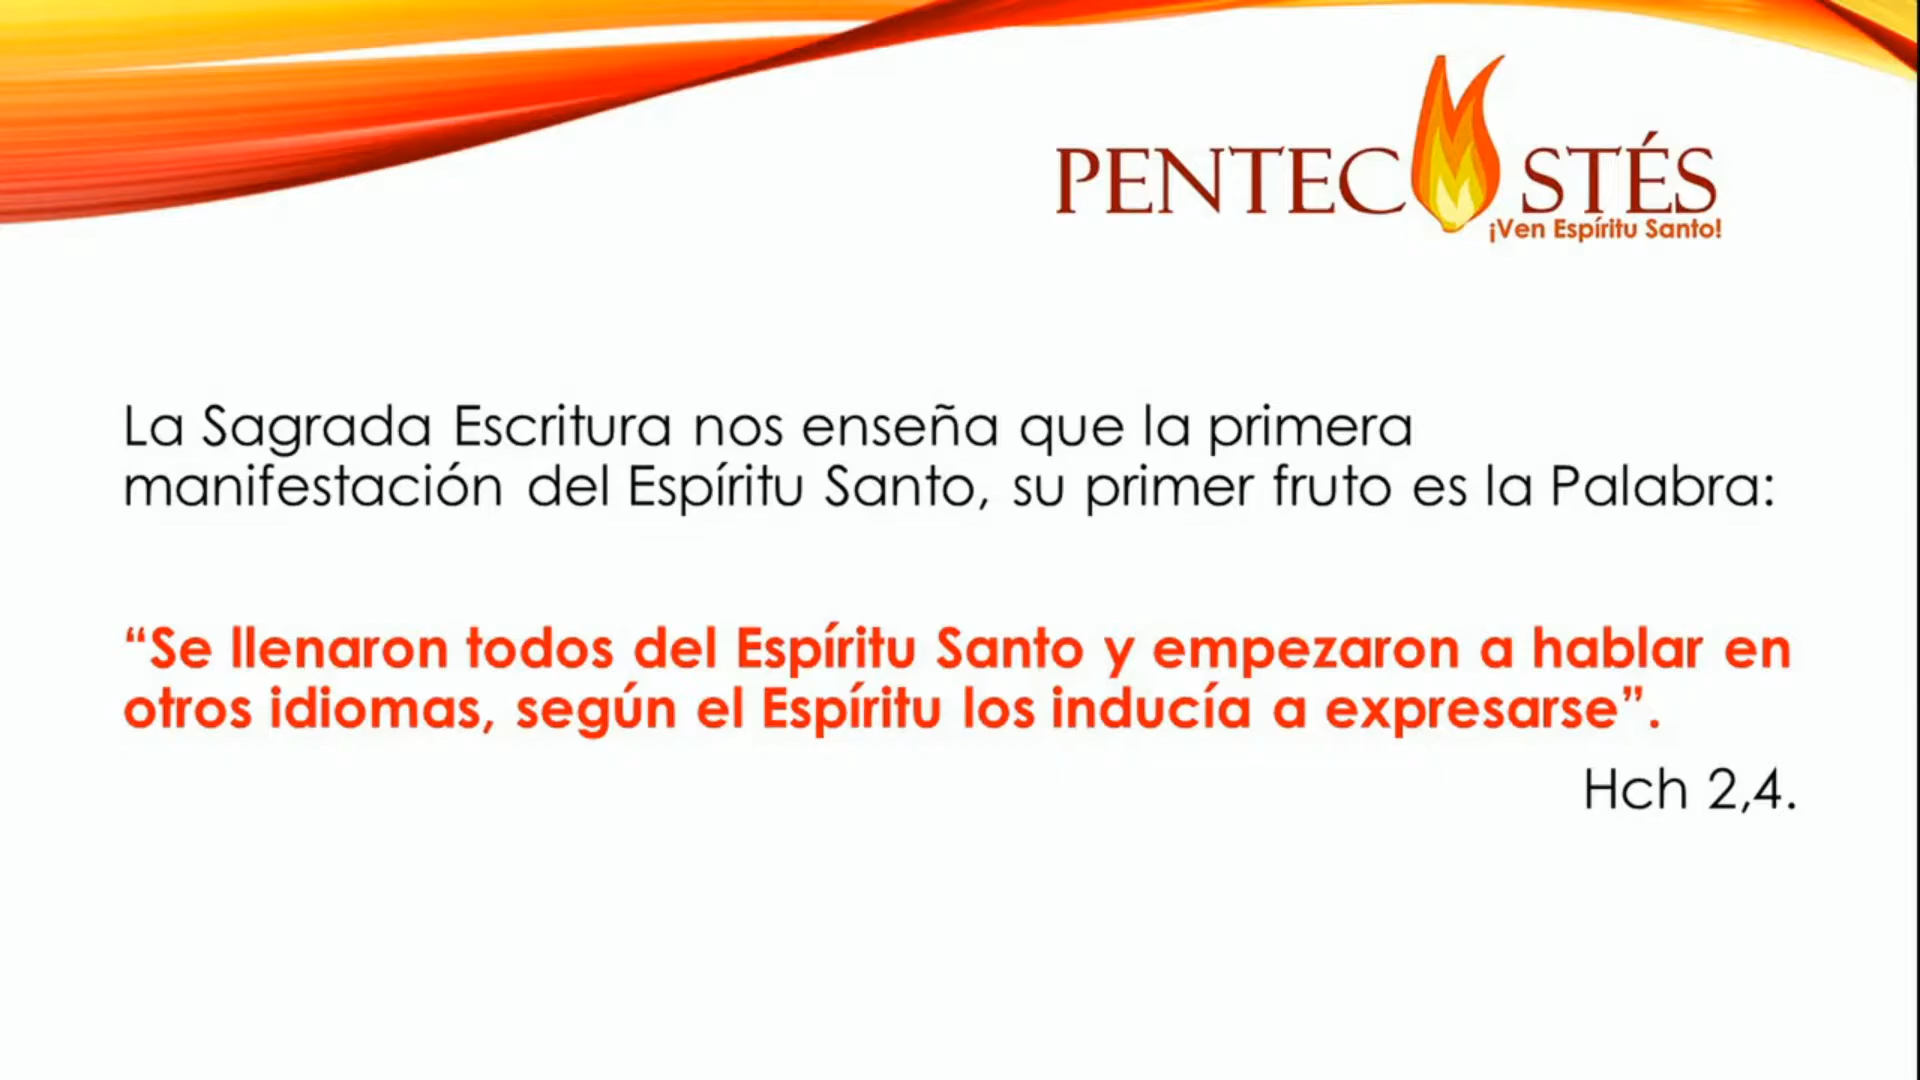 PENTECOSTÉS
¡Ven Espíritu Santo!
La Sagrada Escritura nos enseña que la primera
manifestación del Espíritu Santo, su primer fruto es la Palabra:
“Se llenaron todos del Espíritu Santo y empezaron a hablar en
otros idiomas, según el Espíritu los inducía a expresarse”.
Hch 2,4.